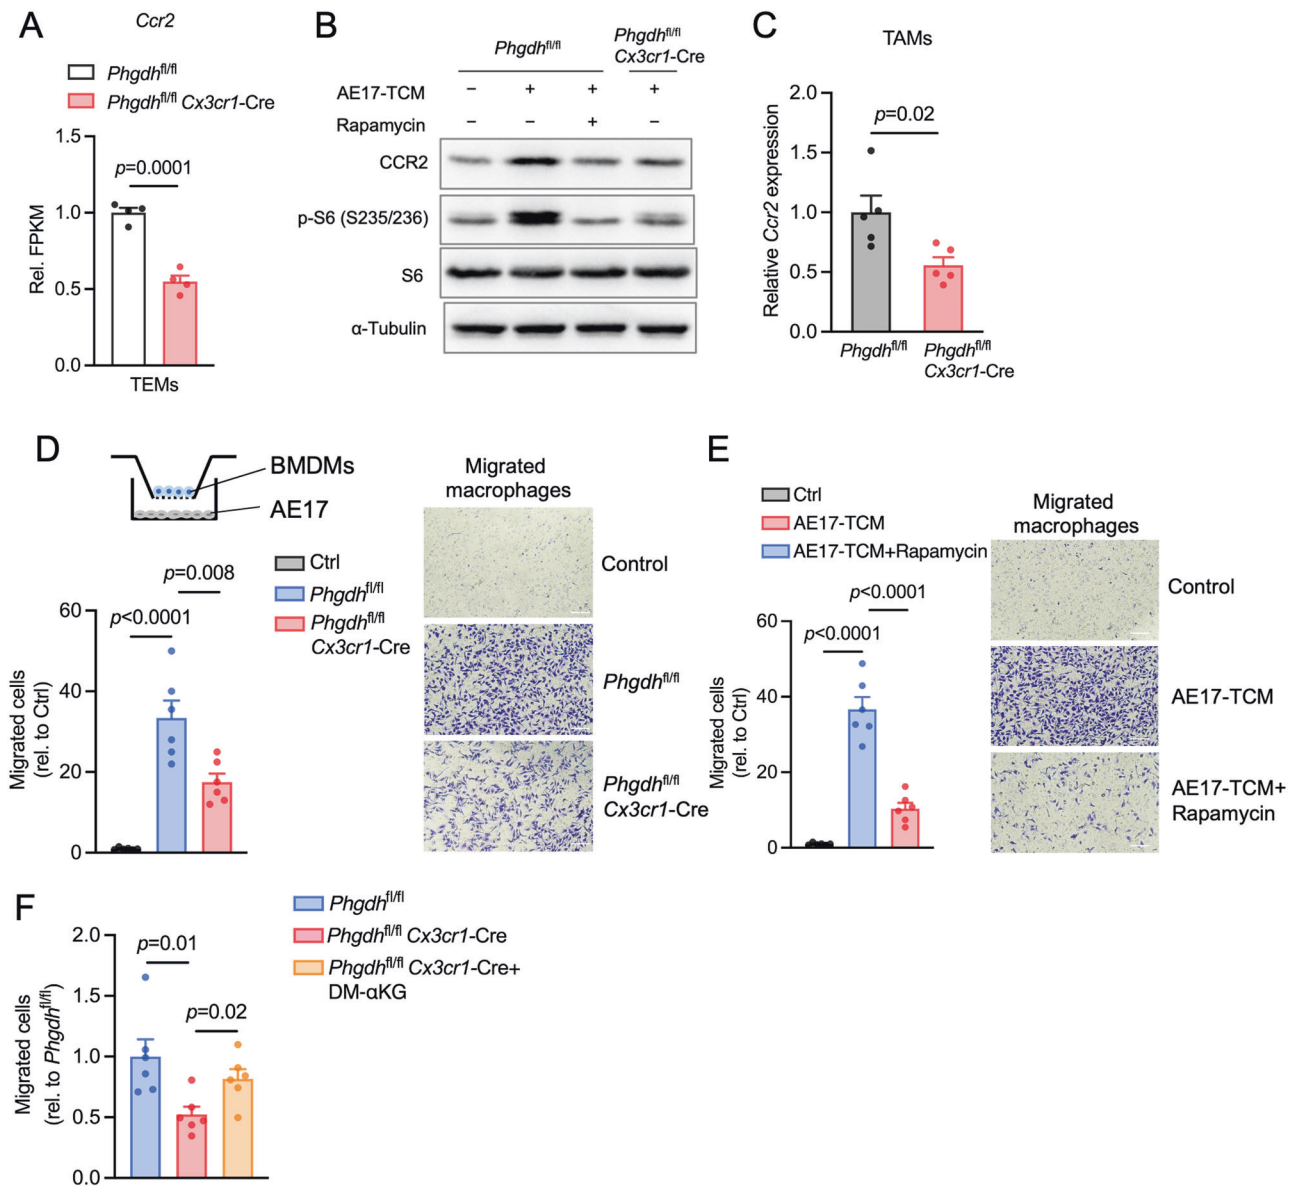 A
Ccr2
Phgdhfl/fl
Phgdhfl/fl Cx3cr1-Cre
1.5
p=0.0001
1.0
0.5
0.0
Rel. FPKM
TEMs
B
Phgdhfl/fl
Phgdhfl/fl
Cx3cr1-Cre
AE17-TCM − + + +
Rapamycin − − + −
CCR2
p-S6 (S235/236)
S6
α-Tubulin
C
TAMs
2.0
p=0.02
1.5
1.0
0.5
0.0
Relative Ccr2 expression
Phgdhfl/fl
Phgdhfl/fl
Cx3cr1-Cre
D
BMDMs
AE17
Ctrl
Phgdhfl/fl
Phgdhfl/fl
Cx3cr1-Cre
p=0.008
p<0.0001
60
40
20
0
Migrated cells
(rel. to Ctrl)
Migrated
macrophages
Control
Phgdhfl/fl
Phgdhfl/fl
Cx3cr1-Cre
E
Ctrl
AE17-TCM
AE17-TCM+Rapamycin
p<0.0001
p<0.0001
60
40
20
0
Migrated cells
(rel. to Ctrl)
Migrated
macrophages
Control
AE17-TCM
AE17-TCM+
Rapamycin
F
Phgdhfl/fl
Phgdhfl/fl Cx3cr1-Cre
Phgdhfl/fl Cx3cr1-Cre+
DM-αKG
2.0
p=0.01
1.5
p=0.02
1.0
0.5
0.0
Migrated cells
(rel. to Phgdhfl/fl)